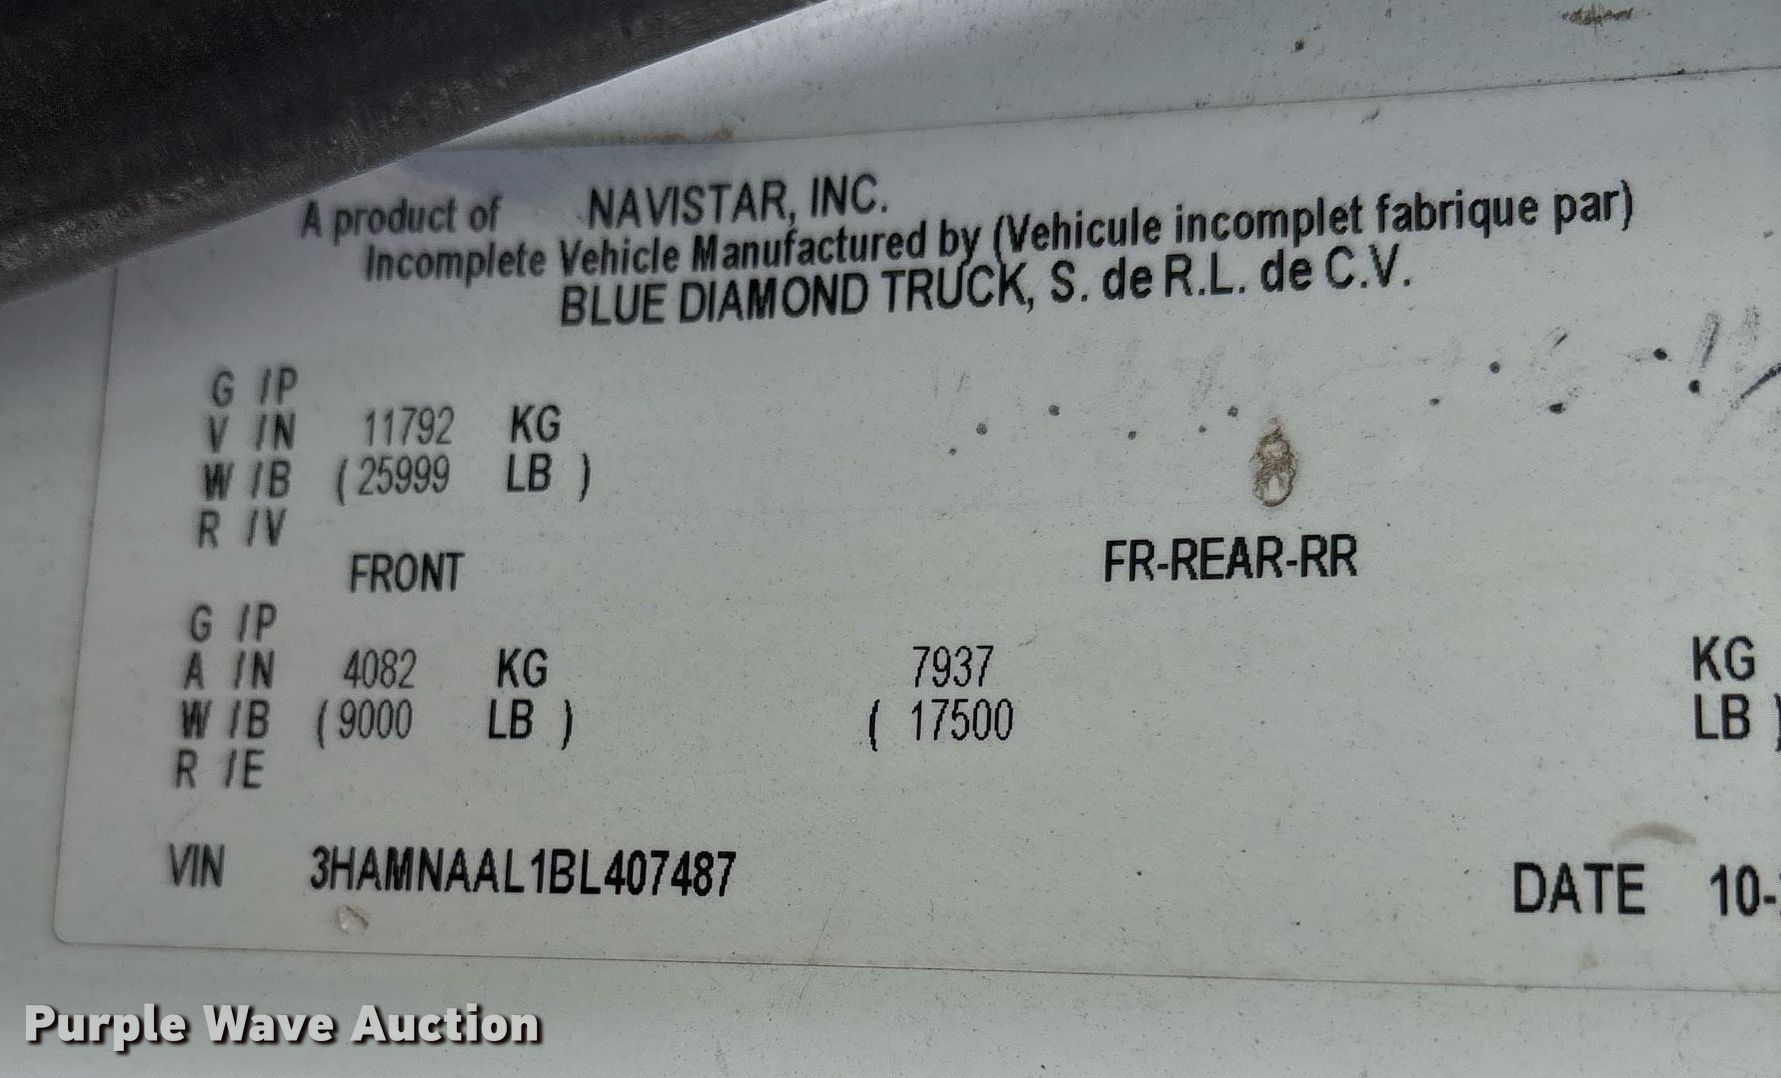 A product of NAVISTAR, INC.
Incomplete Vehicle Manufactured by (Vehicule incomplet fabrique par)
BLUE DIAMOND TRUCK, S. de R.L. de C.V.
G /P
V /N 11792 KG
W /B ( 25999 LB )
R /V
FRONT FR-REAR-RR
G /P
A /N 4082 KG 7937 KG
W /B ( 9000 LB ) ( 17500 LB )
R /E
VIN 3HAMNAAL1BL407487 DATE 10-
Purple Wave Auction